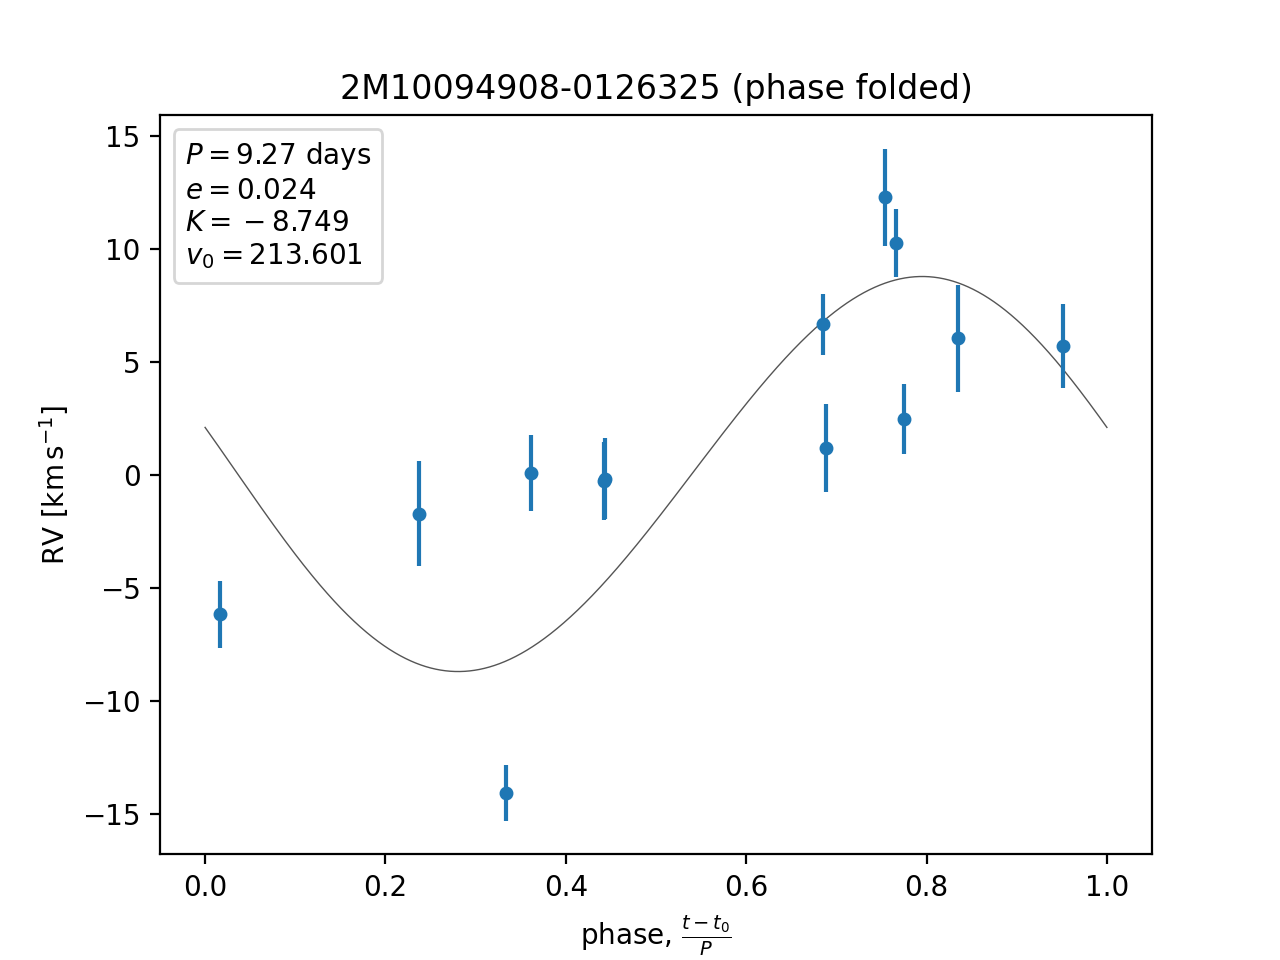 2M10094908-0126325 (phase folded)
P = 9.27 days
e = 0.024
K = −8.749
v₀ = 213.601
15
10
5
0
−5
−10
−15
RV [km s⁻¹]
0.0 0.2 0.4 0.6 0.8 1.0
phase, (t − t₀)/P